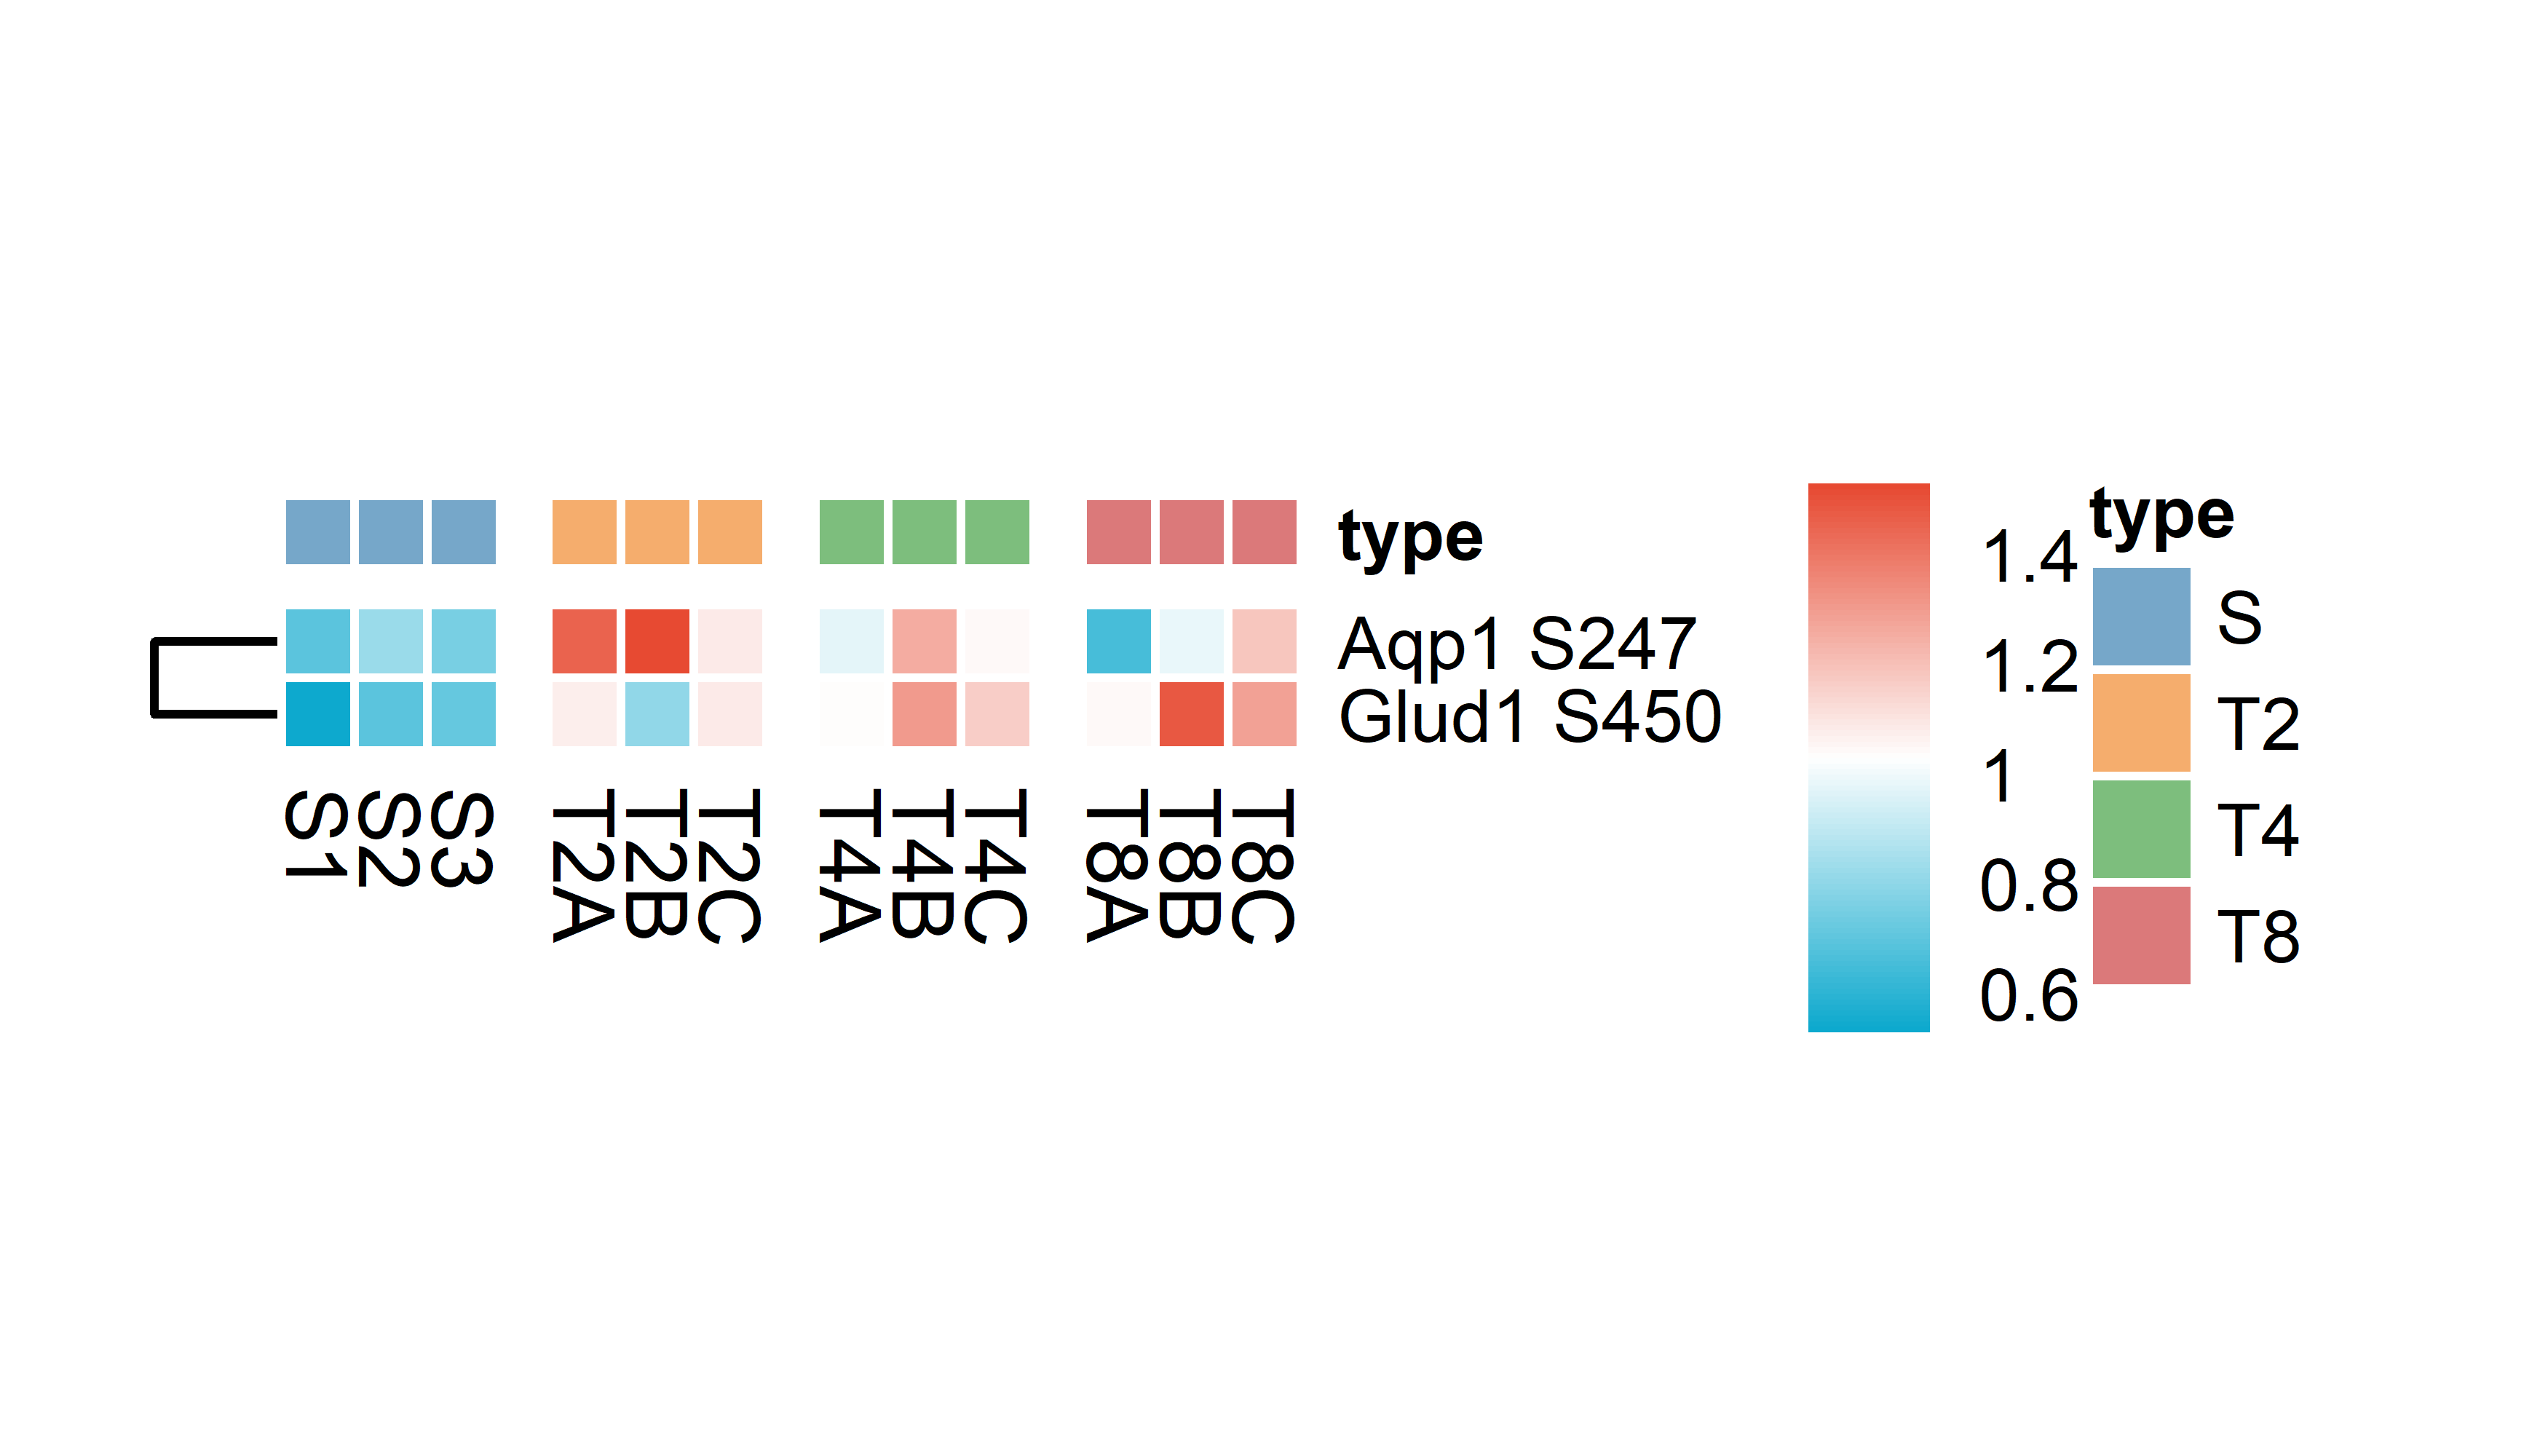 type
Aqp1 S247
Glud1 S450
S1
S2
S3
T2A
T2B
T2C
T4A
T4B
T4C
T8A
T8B
T8C
1.4
1.2
1
0.8
0.6
type
S
T2
T4
T8